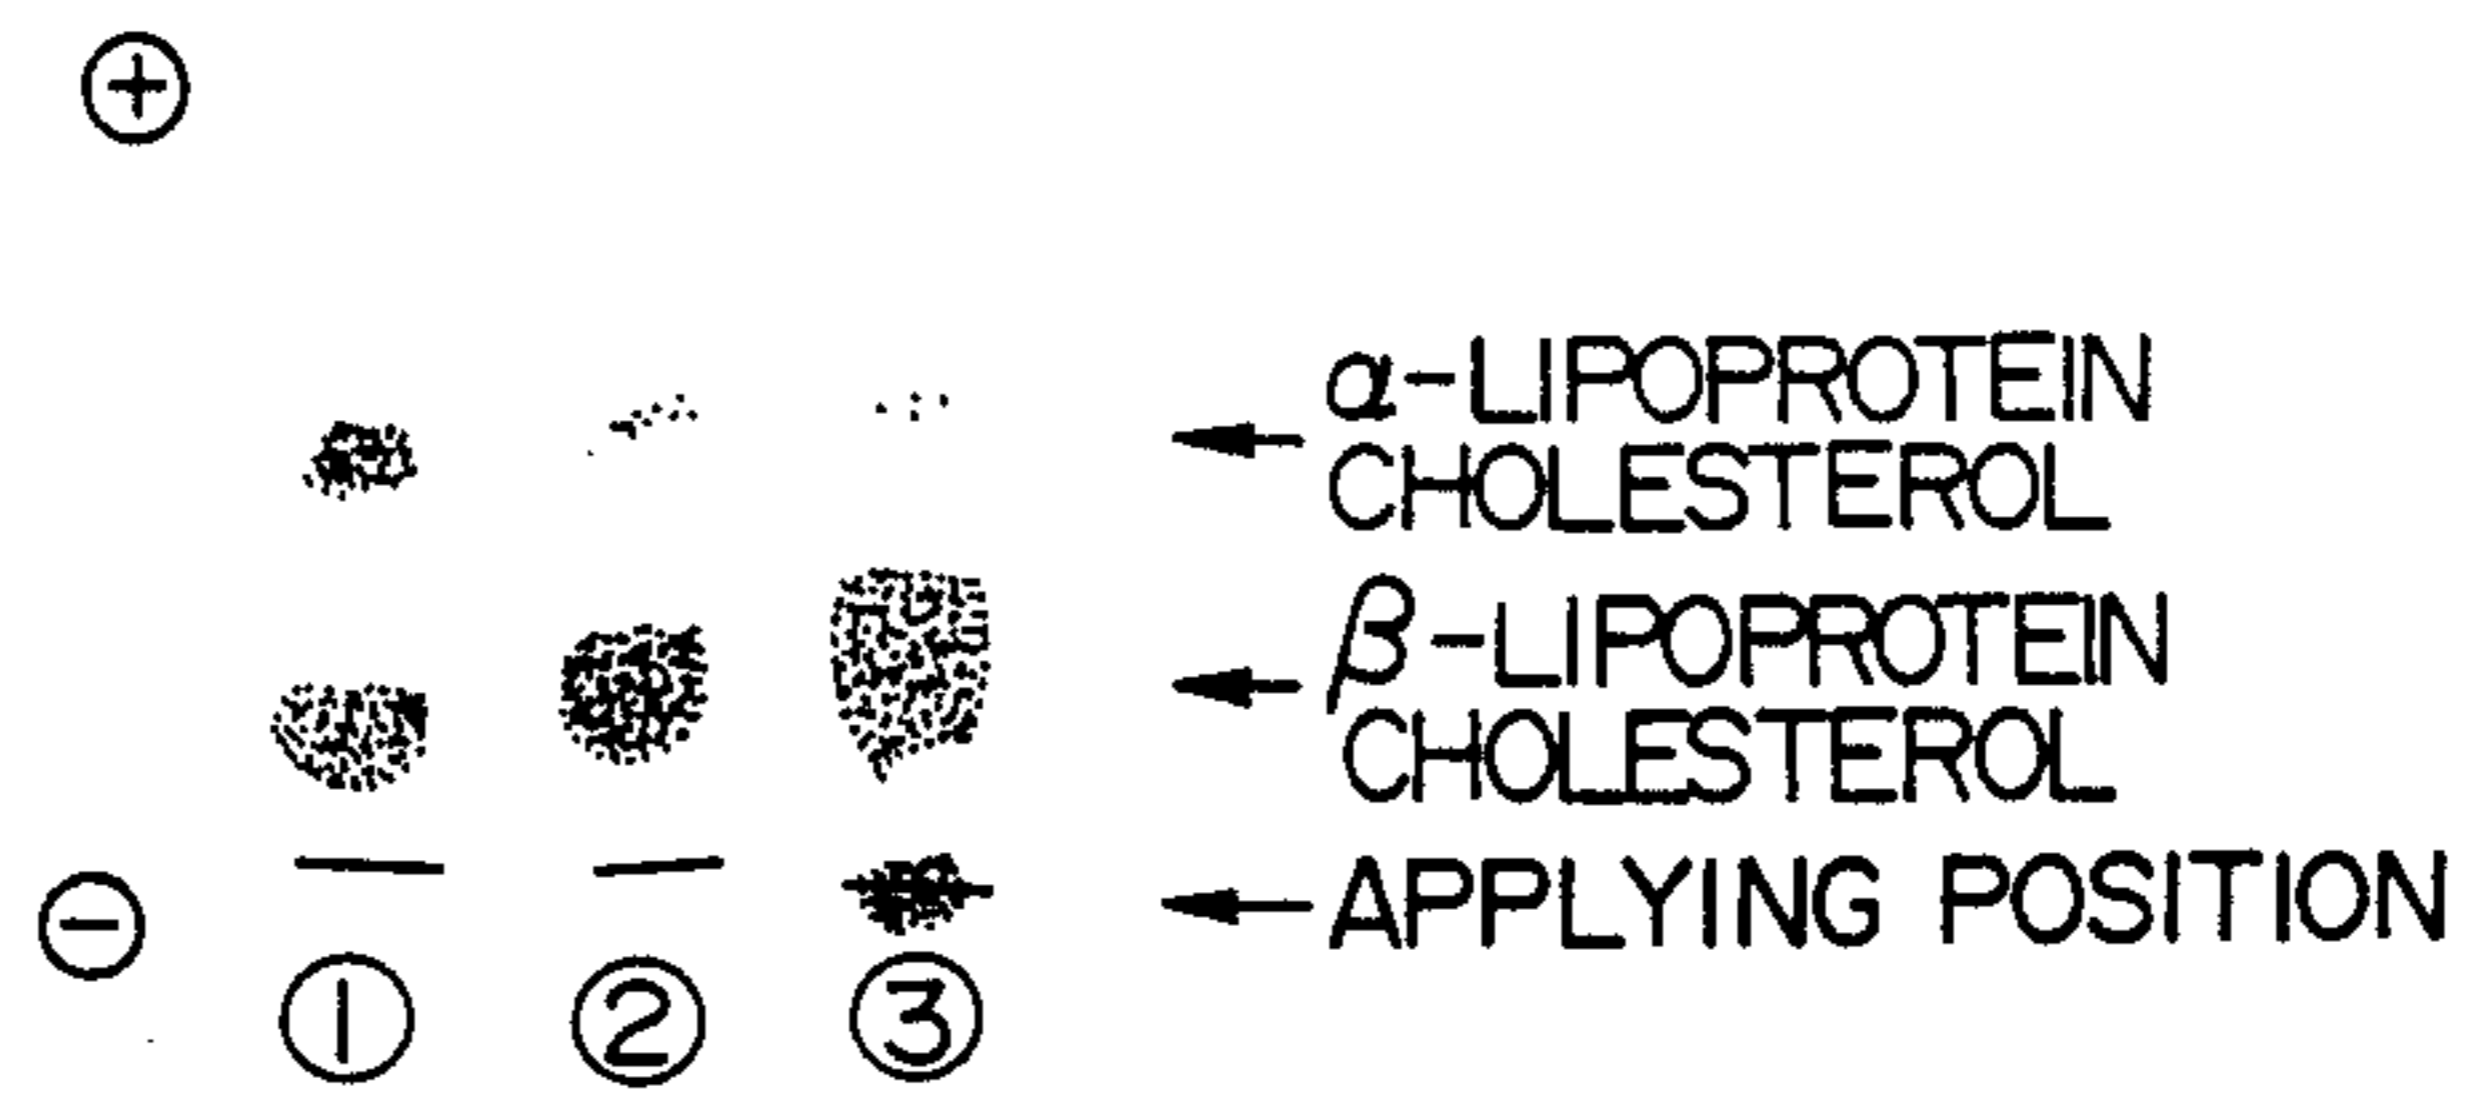 ⊕
α-LIPOPROTEIN
CHOLESTEROL
β-LIPOPROTEIN
CHOLESTEROL
APPLYING POSITION
⊖
① ② ③